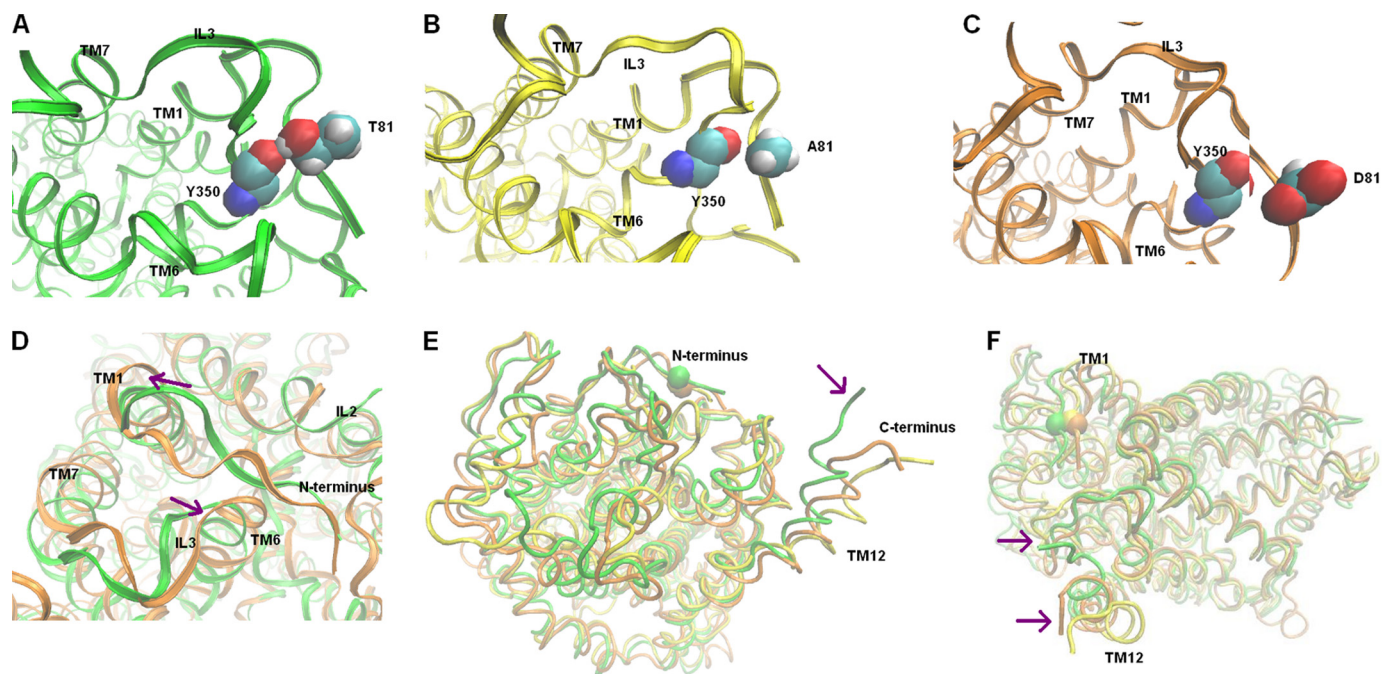 A
IL3
TM7
TM1
T81
Y350
TM6
B
TM7
IL3
TM1
A81
Y350
TM6
C
IL3
TM1
TM7
Y350
D81
TM6
D
TM1
IL2
TM7
N-terminus
IL3
TM6
E
N-terminus
C-terminus
TM12
F
TM1
TM12